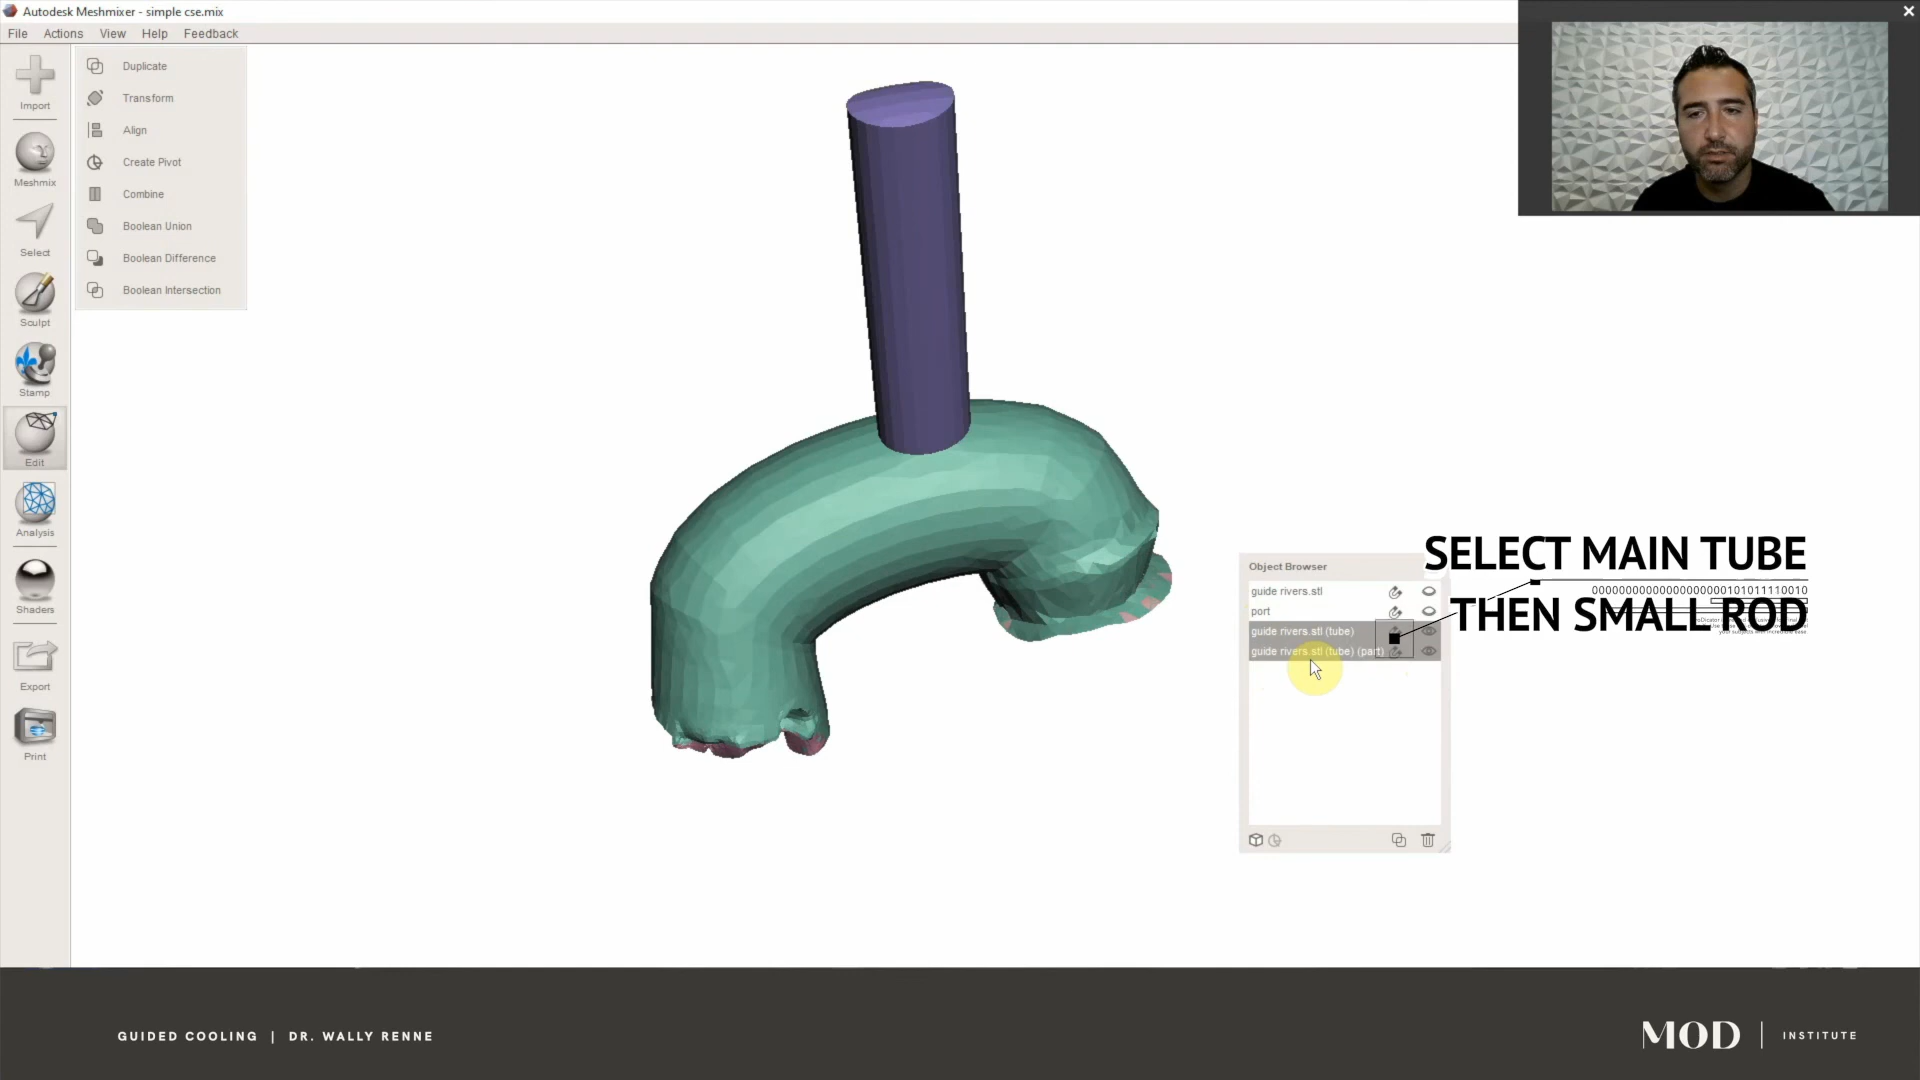 Autodesk Meshmixer - simple cse.mix
File Actions View Help Feedback
Import
Meshmix
Select
Sculpt
Stamp
Edit
Analysis
Shaders
Export
Print
Duplicate
Transform
Align
Create Pivot
Combine
Boolean Union
Boolean Difference
Boolean Intersection
Object Browser
guide rivers.stl
port
guide rivers.stl (tube)
guide rivers.stl (tube) (part)
SELECT MAIN TUBE
THEN SMALL ROD
GUIDED COOLING | DR. WALLY RENNE
MOD | INSTITUTE